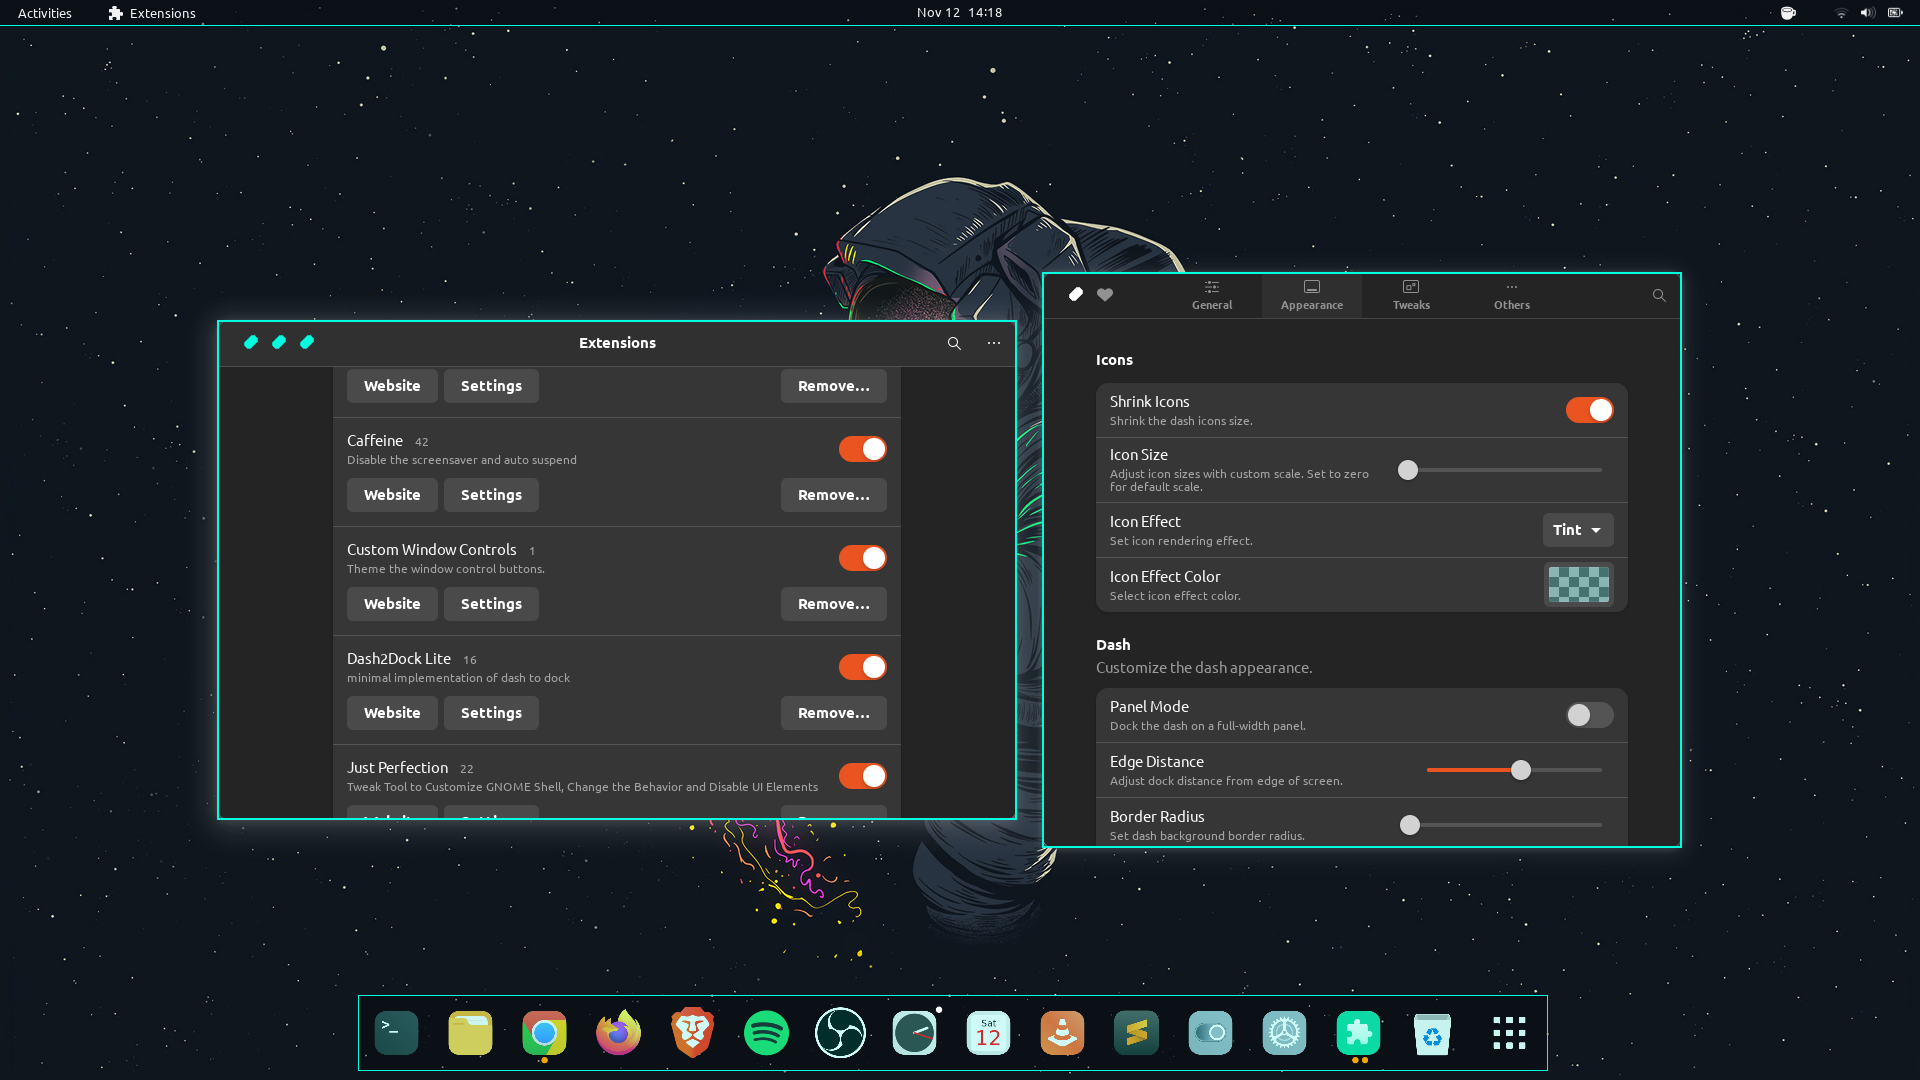 Activities
Extensions
Nov 12 14:18
Extensions
Website
Settings
Remove...
Caffeine 42
Disable the screensaver and auto suspend
Website
Settings
Remove...
Custom Window Controls 1
Theme the window control buttons.
Website
Settings
Remove...
Dash2Dock Lite 16
minimal implementation of dash to dock
Website
Settings
Remove...
Just Perfection 22
Tweak Tool to Customize GNOME Shell, Change the Behavior and Disable UI Elements
General
Appearance
Tweaks
Others
Icons
Shrink Icons
Shrink the dash icons size.
Icon Size
Adjust icon sizes with custom scale. Set to zero
for default scale.
Icon Effect
Set icon rendering effect.
Tint
Icon Effect Color
Select icon effect color.
Dash
Customize the dash appearance.
Panel Mode
Dock the dash on a full-width panel.
Edge Distance
Adjust dock distance from edge of screen.
Border Radius
Set dash background border radius.
>_
Sat
12